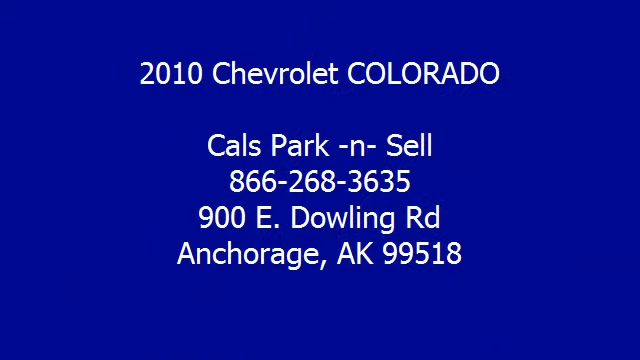 2010 Chevrolet COLORADO
Cals Park -n- Sell
866-268-3635
900 E. Dowling Rd
Anchorage, AK 99518